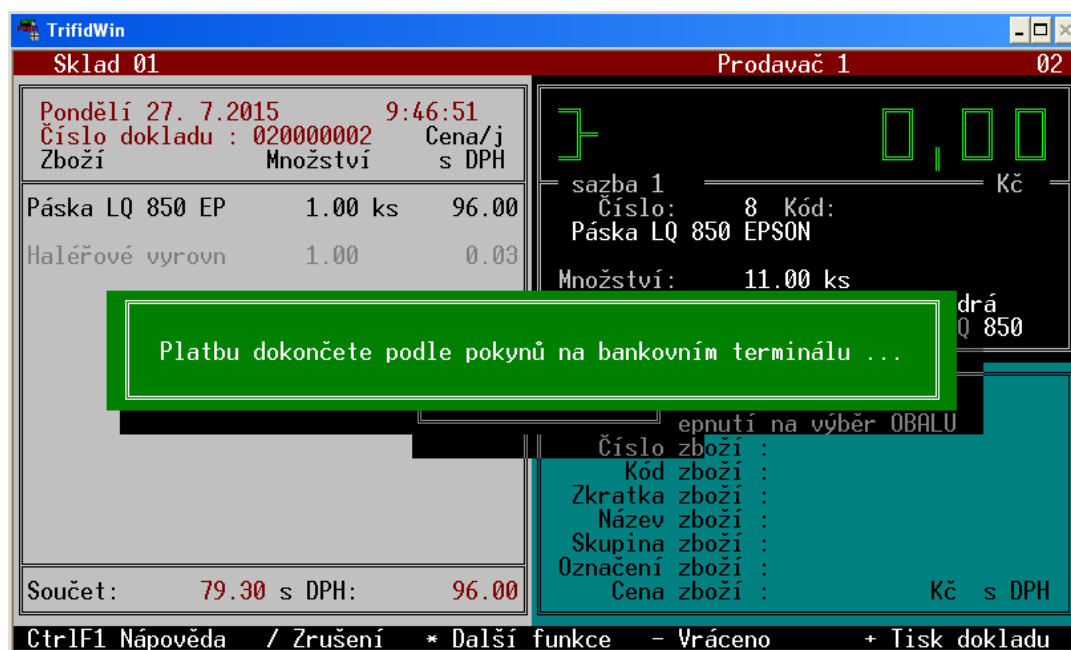 TrifidWin
Sklad 01 Prodavač 1 02
Pondělí 27. 7.2015 9:46:51
Číslo dokladu : 020000002 Cena/j
Zboží Množství s DPH
Páska LQ 850 EP 1.00 ks 96.00
Haléřové vyrovn 1.00 0.03
Součet: 79.30 s DPH: 96.00
0,00
sazba 1 Kč
Číslo: 8 Kód:
Páska LQ 850 EPSON
Množství: 11.00 ks
drá
Q 850
Platbu dokončete podle pokynů na bankovním terminálu ...
epnutí na výběr OBALU
Číslo zboží :
Kód zboží :
Zkratka zboží :
Název zboží :
Skupina zboží :
Označení zboží :
Cena zboží : Kč s DPH
CtrlF1 Nápověda / Zrušení * Další funkce - Vráceno + Tisk dokladu